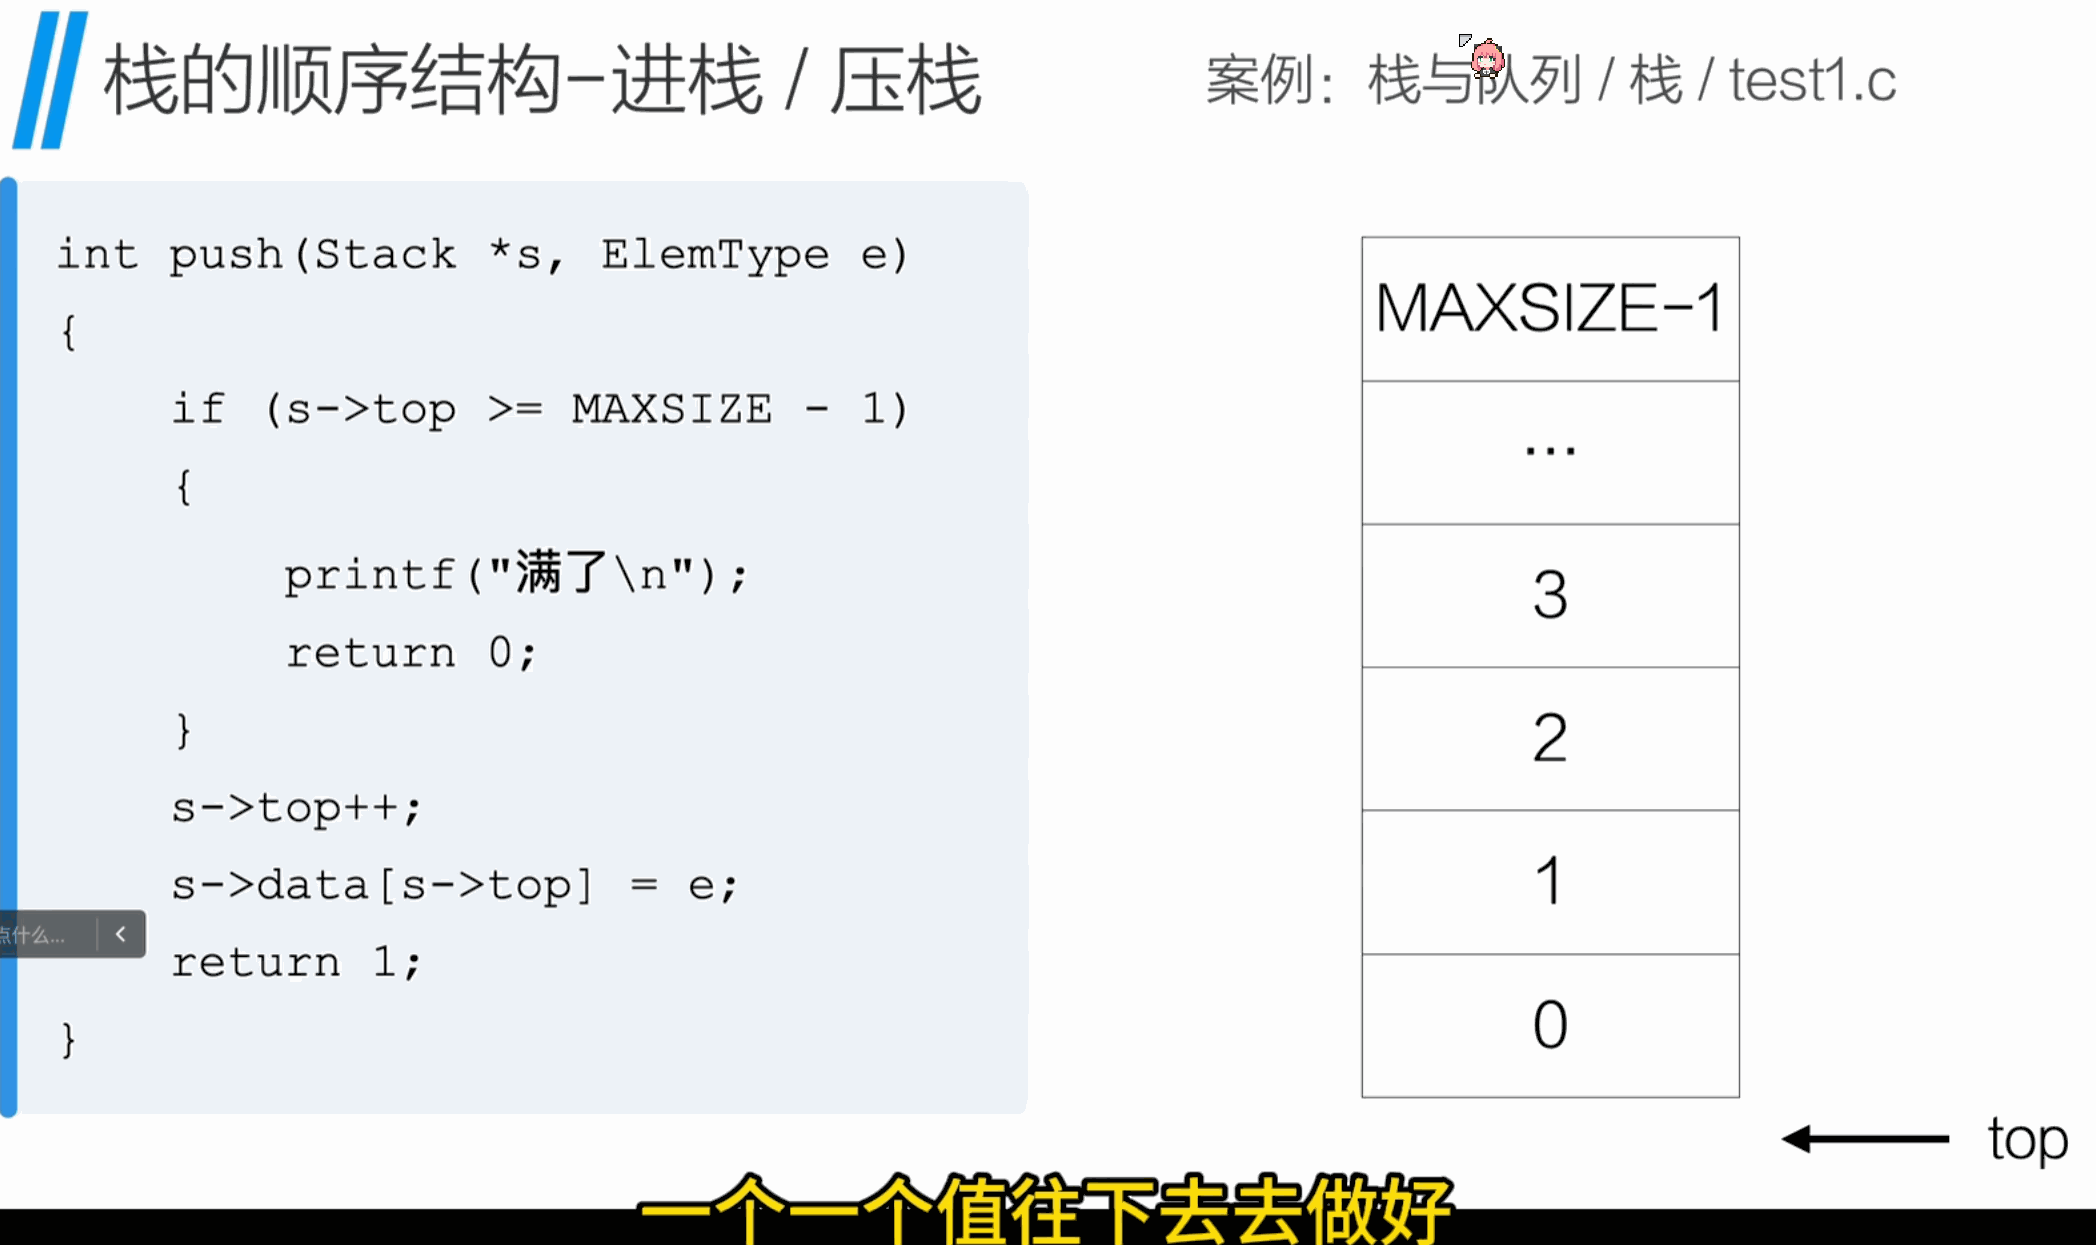 栈的顺序结构-进栈 / 压栈
案例：栈与队列 / 栈 / test1.c
int push(Stack *s, ElemType e)
{
if (s->top >= MAXSIZE - 1)
{
printf("满了\n");
return 0;
}
s->top++;
s->data[s->top] = e;
return 1;
}
点什么...
MAXSIZE-1
...
3
2
1
0
top
一个一个值往下去去做好